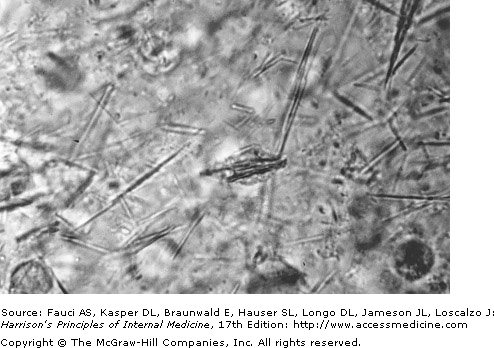 Source: Fauci AS, Kasper DL, Braunwald E, Hauser SL, Longo DL, Jameson JL, Loscalzo J:
Harrison's Principles of Internal Medicine, 17th Edition: http://www.accessmedicine.com
Copyright © The McGraw-Hill Companies, Inc. All rights reserved.